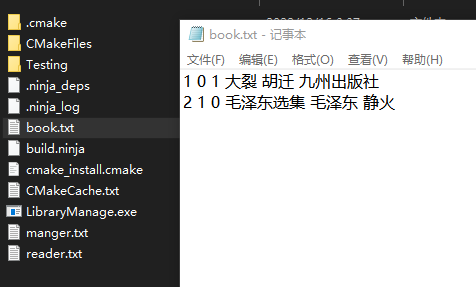 .cmake
CMakeFiles
Testing
.ninja_deps
.ninja_log
book.txt
build.ninja
cmake_install.cmake
CMakeCache.txt
LibraryManage.exe
manger.txt
reader.txt
book.txt - 记事本
文件(F) 编辑(E) 格式(O) 查看(V) 帮助(H)
1 0 1 大裂 胡迁 九州出版社
2 1 0 毛泽东选集 毛泽东 静火